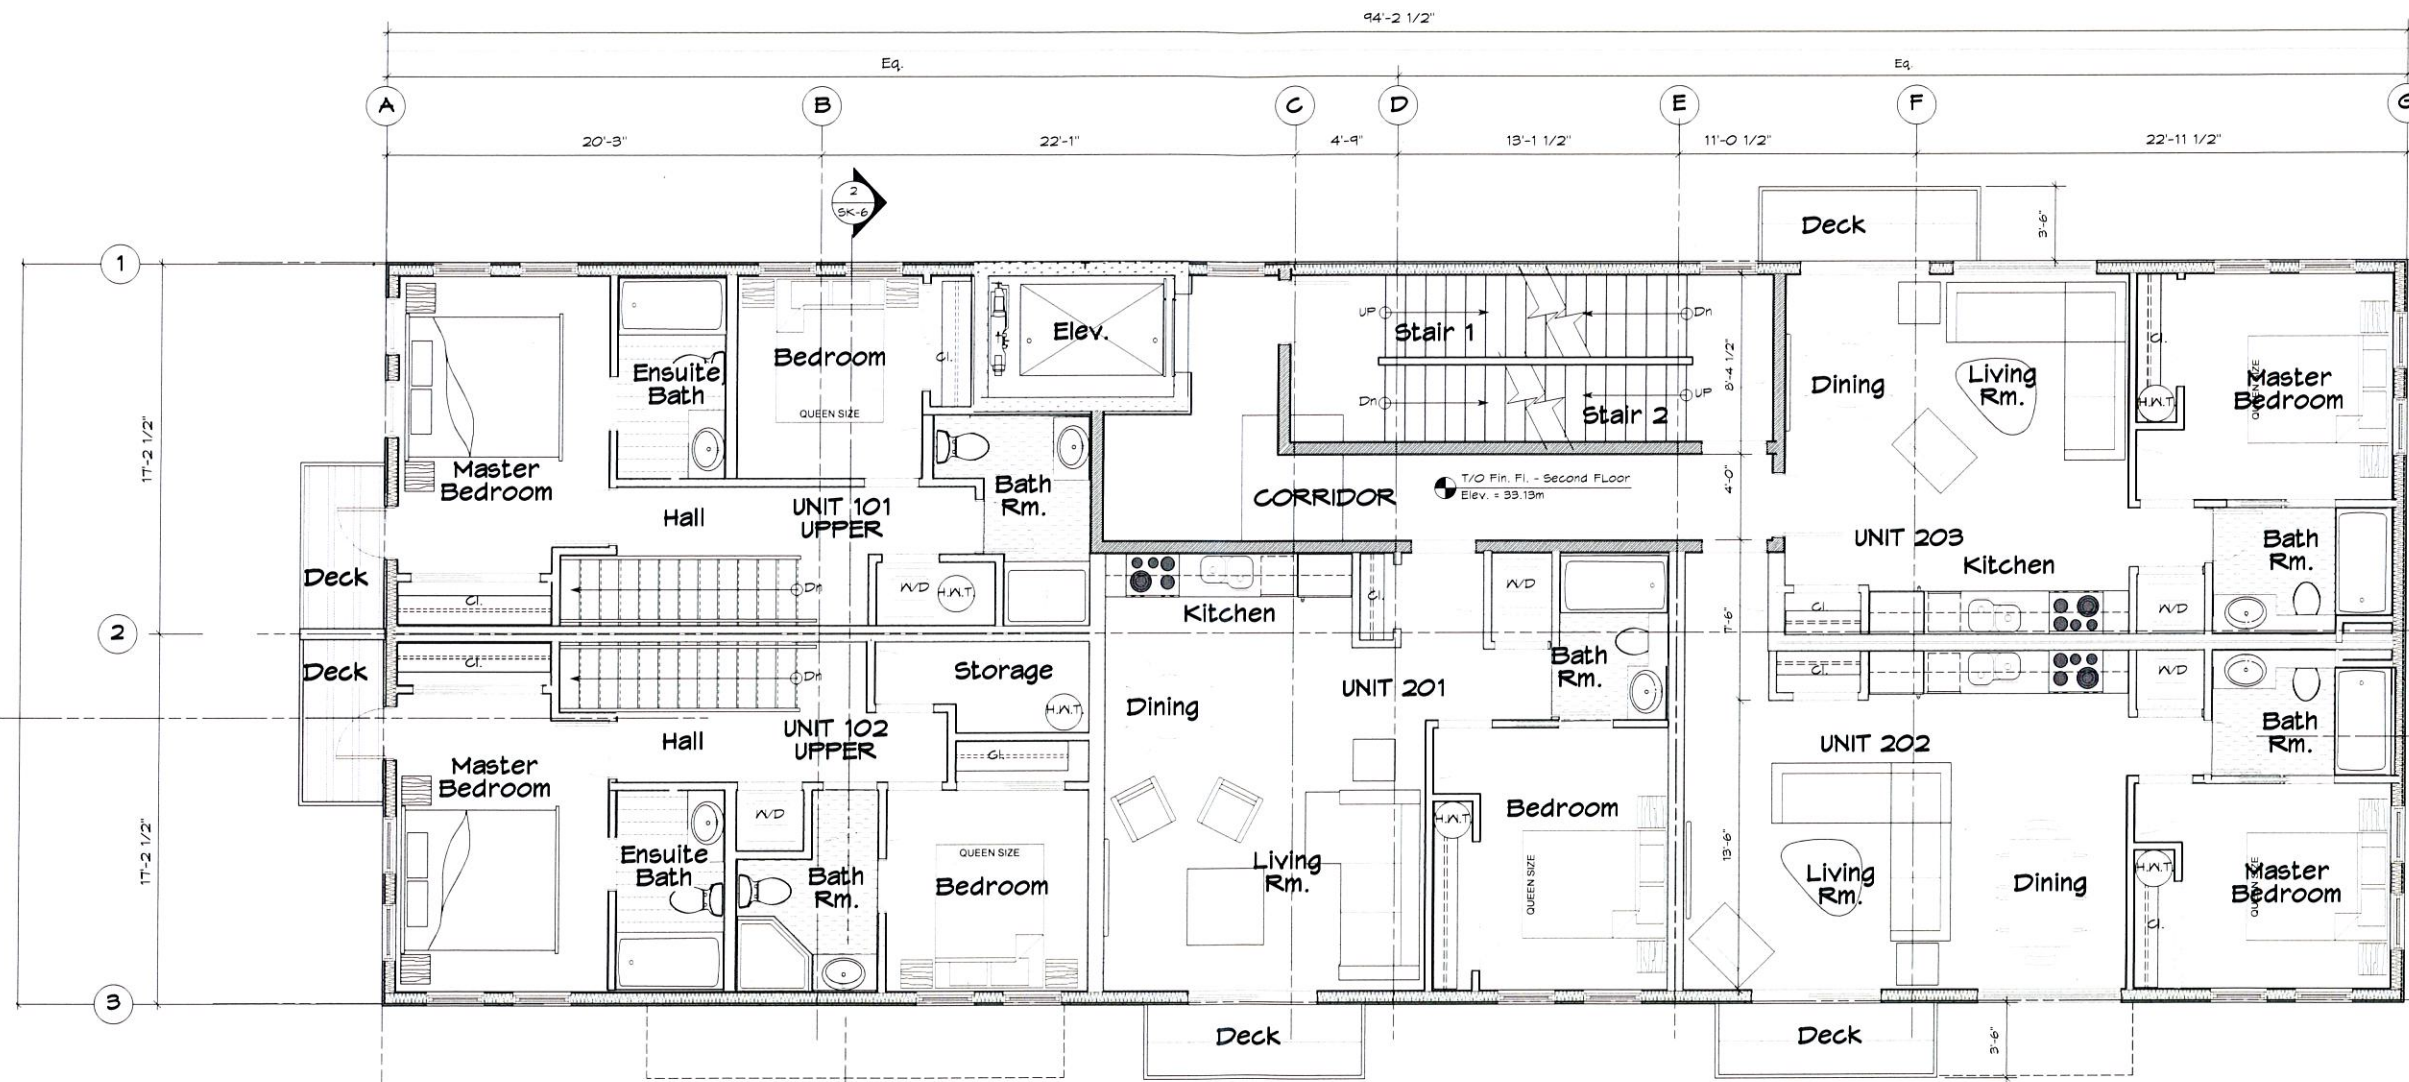 94'-2 1/2"
Eq.
Eq.
A
B
C
D
E
F
20'-3"
22'-1"
4'-9"
13'-1 1/2"
11'-0 1/2"
22'-11 1/2"
2
SK-6
Deck
3'-6"
1
17'-2 1/2"
2
17'-2 1/2"
3
Ensuite
Bath
Bedroom
QUEEN SIZE
Cl.
Elev.
UP
Stair 1
Dn
Dn
Stair 2
UP
8'-4 1/2"
Dining
Living
Rm.
Cl.
H.W.T.
Master
Bedroom
QUEEN SIZE
Master
Bedroom
Hall
UNIT 101
UPPER
Bath
Rm.
CORRIDOR
T/O Fin. Fl. - Second FLoor
Elev. = 33.13m
4'-0"
UNIT 203
Kitchen
Bath
Rm.
Deck
Cl.
Dn
W/D
H.W.T.
Kitchen
Cl.
W/D
7'-6"
Cl.
W/D
Deck
Cl.
Dn
Storage
H.W.T.
Dining
UNIT 201
Bath
Rm.
Cl.
W/D
Bath
Rm.
Hall
UNIT 102
UPPER
Cl.
UNIT 202
Master
Bedroom
W/D
Ensuite
Bath
Bath
Rm.
QUEEN SIZE
Bedroom
Living
Rm.
H.W.T.
Bedroom
QUEEN SIZE
13'-6"
Living
Rm.
Dining
H.W.T.
Cl.
Master
Bedroom
QUEEN SIZE
Deck
Deck
3'-6"